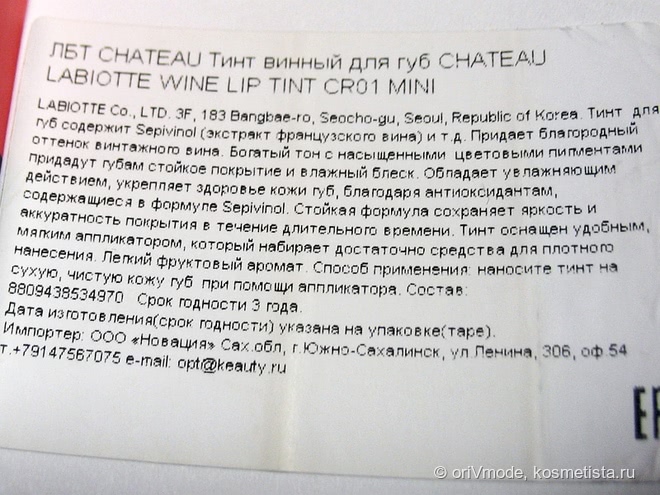 ЛБТ CHATEAU Тинт винный для губ CHATEAU
LABIOTTE WINE LIP TINT CR01 MINI
LABIOTTE Co., LTD. 3F, 183 Bangbae-ro, Seocho-gu, Seoul, Republic of Korea. Тинт для
губ содержит Sepivinol (экстракт французского вина) и т.д. Придает благородный
оттенок винтажного вина. Богатый тон с насыщенными цветовыми пигментами
придадут губам стойкое покрытие и влажный блеск. Обладает увлажняющим
действием, укрепляет здоровье кожи губ, благодаря антиоксидантам,
содержащиеся в формуле Sepivinol. Стойкая формула сохраняет яркость и
аккуратность покрытия в течение длительного времени. Тинт оснащен удобным,
мягким аппликатором, который набирает достаточно средства для плотного
нанесения. Легкий фруктовый аромат. Способ применения: наносите тинт на
сухую, чистую кожу губ при помощи аппликатора. Состав:
8809438534970 Срок годности 3 года.
Дата изготовления(срок годности) указана на упаковке(таре).
Импортер: ООО «Новация» Сах.обл, г.Южно-Сахалинск, ул.Ленина, 306, оф.54
т.+79147567075 e-mail: opt@keauty.ru
© oriVmode, kosmetista.ru